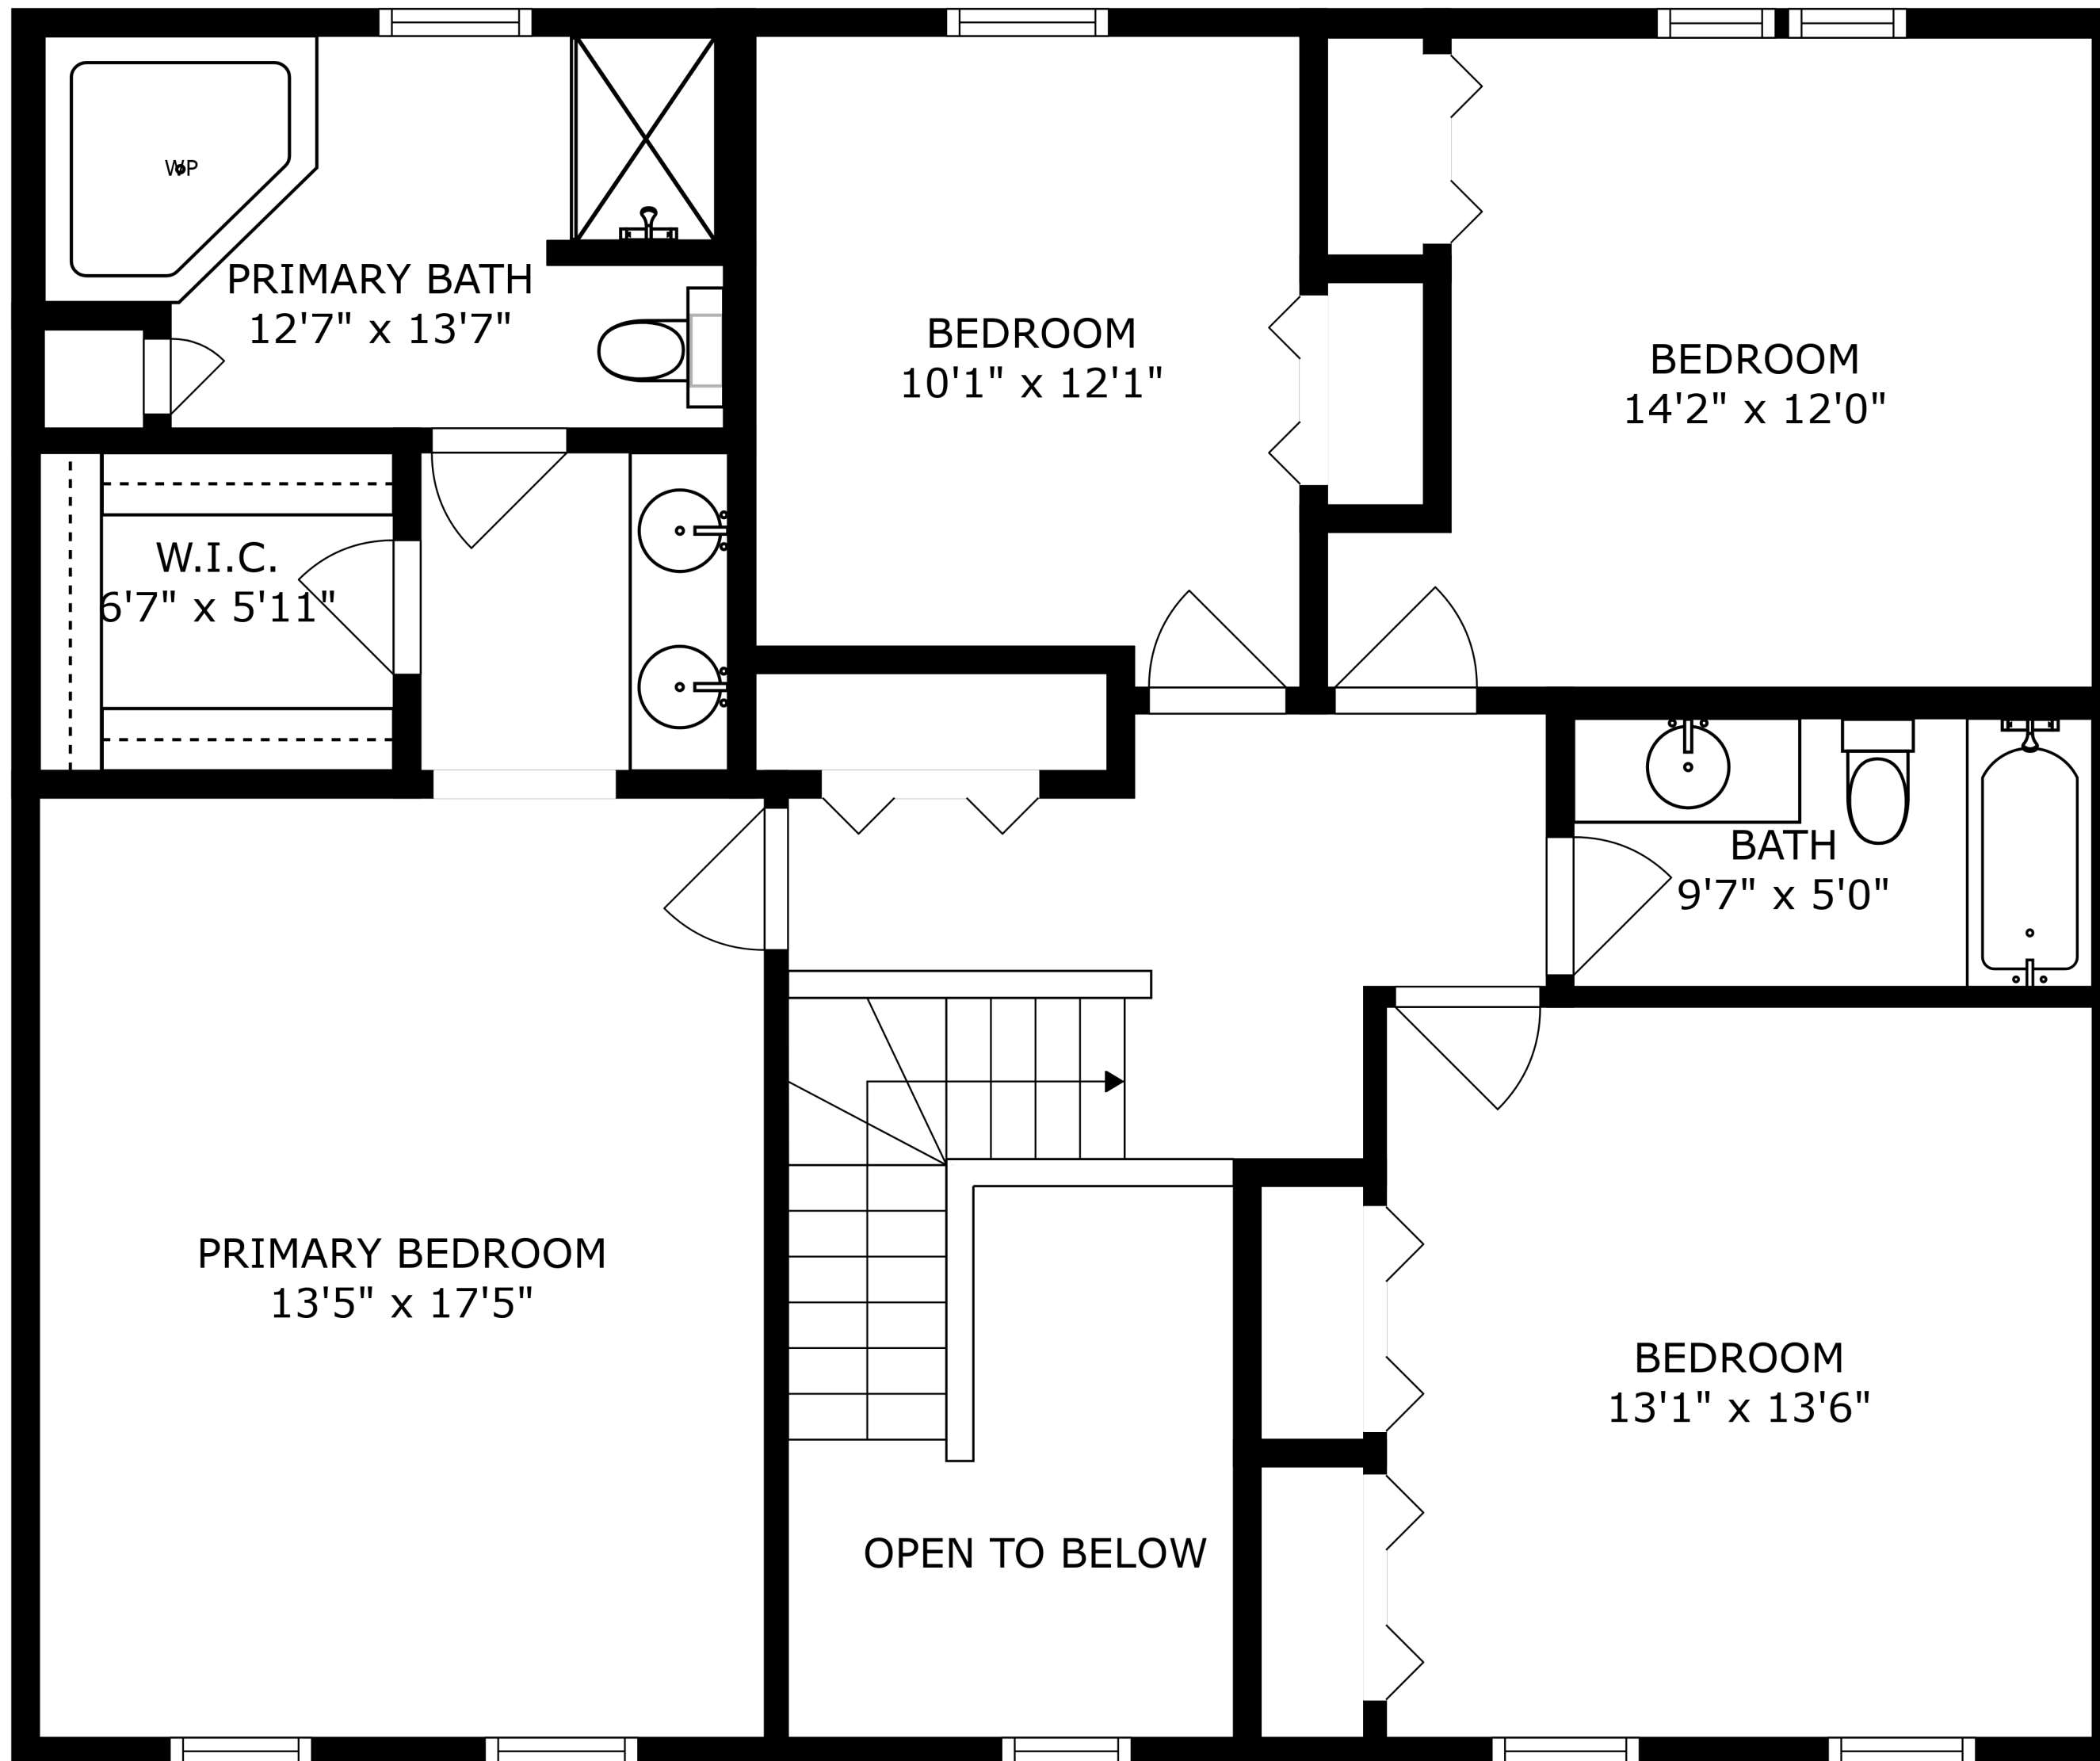 WP
PRIMARY BATH
12'7" x 13'7"
BEDROOM
10'1" x 12'1"
BEDROOM
14'2" x 12'0"
W.I.C.
6'7" x 5'11"
BATH
9'7" x 5'0"
PRIMARY BEDROOM
13'5" x 17'5"
BEDROOM
13'1" x 13'6"
OPEN TO BELOW